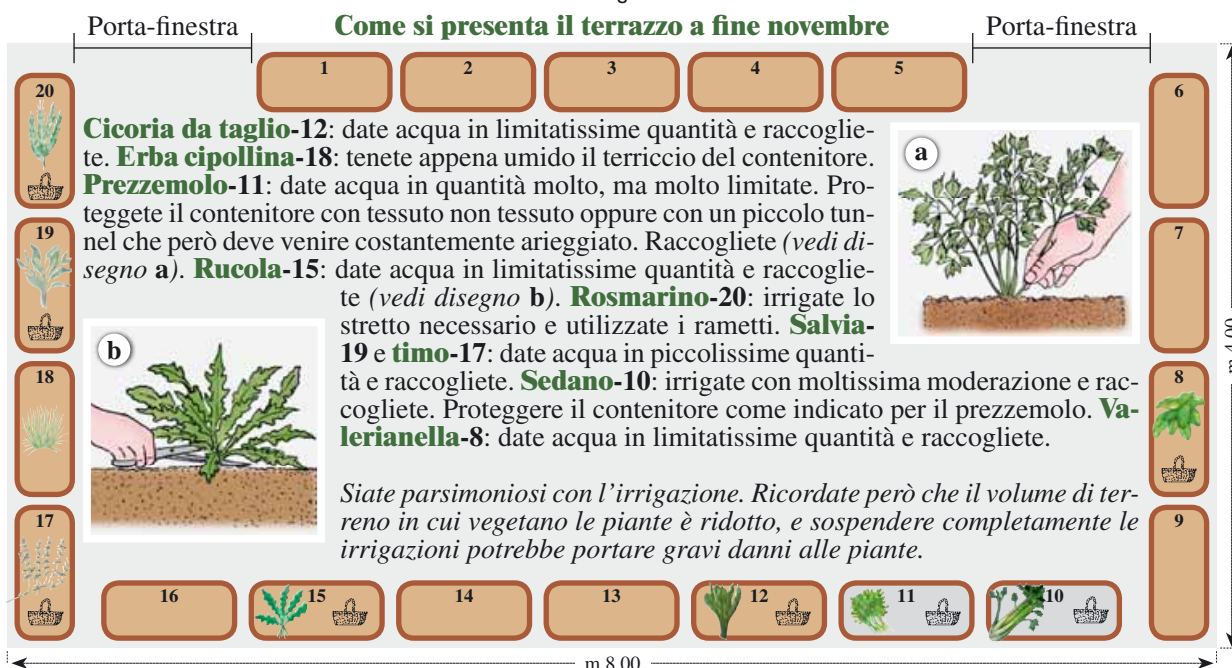 Porta-finestra
Come si presenta il terrazzo a fine novembre
Porta-finestra
1
2
3
4
5
20
6
Cicoria da taglio-12: date acqua in limitatissime quantità e raccoglie-
te. Erba cipollina-18: tenete appena umido il terriccio del contenitore.
Prezzemolo-11: date acqua in quantità molto, ma molto limitate. Pro-
teggete il contenitore con tessuto non tessuto oppure con un piccolo tun-
nel che però deve venire costantemente arieggiato. Raccogliete (vedi di-
segno a). Rucola-15: date acqua in limitatissime quantità e raccoglie-
te (vedi disegno b). Rosmarino-20: irrigate lo
stretto necessario e utilizzate i rametti. Salvia-
19 e timo-17: date acqua in piccolissime quanti-
tà e raccogliete. Sedano-10: irrigate con moltissima moderazione e rac-
cogliete. Proteggere il contenitore come indicato per il prezzemolo. Va-
lerianella-8: date acqua in limitatissime quantità e raccogliete.
a
19
7
b
18
8
m 4,00
Siate parsimoniosi con l'irrigazione. Ricordate però che il volume di ter-
reno in cui vegetano le piante è ridotto, e sospendere completamente le
irrigazioni potrebbe portare gravi danni alle piante.
17
9
16
15
14
13
12
11
10
m 8,00